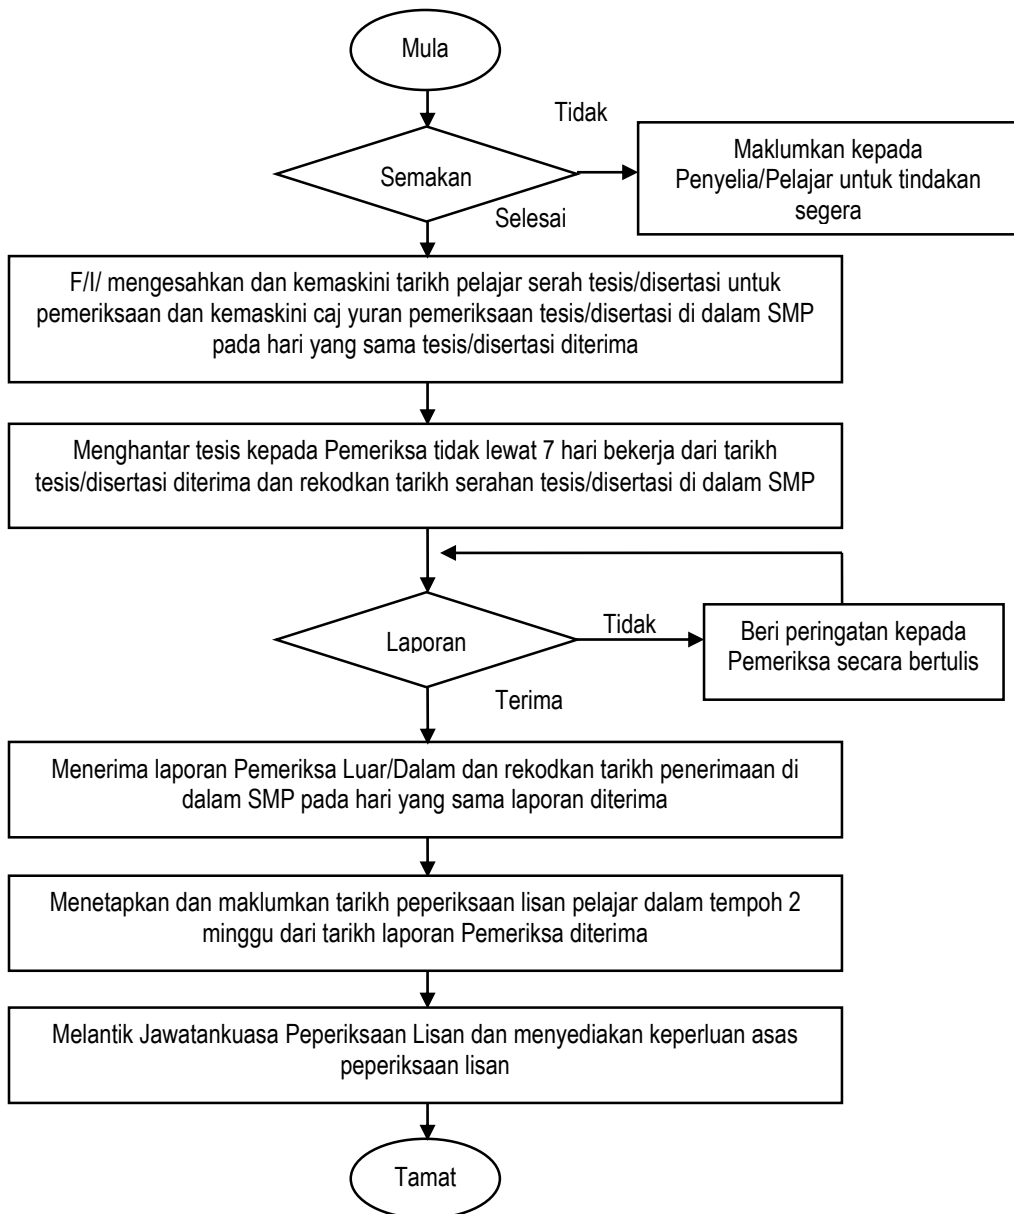 Mula
Tidak
Semakan
Maklumkan kepada
Penyelia/Pelajar untuk tindakan
segera
Selesai
F/I/ mengesahkan dan kemaskini tarikh pelajar serah tesis/disertasi untuk
pemeriksaan dan kemaskini caj yuran pemeriksaan tesis/disertasi di dalam SMP
pada hari yang sama tesis/disertasi diterima
Menghantar tesis kepada Pemeriksa tidak lewat 7 hari bekerja dari tarikh
tesis/disertasi diterima dan rekodkan tarikh serahan tesis/disertasi di dalam SMP
Laporan
Tidak
Beri peringatan kepada
Pemeriksa secara bertulis
Terima
Menerima laporan Pemeriksa Luar/Dalam dan rekodkan tarikh penerimaan di
dalam SMP pada hari yang sama laporan diterima
Menetapkan dan maklumkan tarikh peperiksaan lisan pelajar dalam tempoh 2
minggu dari tarikh laporan Pemeriksa diterima
Melantik Jawatankuasa Peperiksaan Lisan dan menyediakan keperluan asas
peperiksaan lisan
Tamat